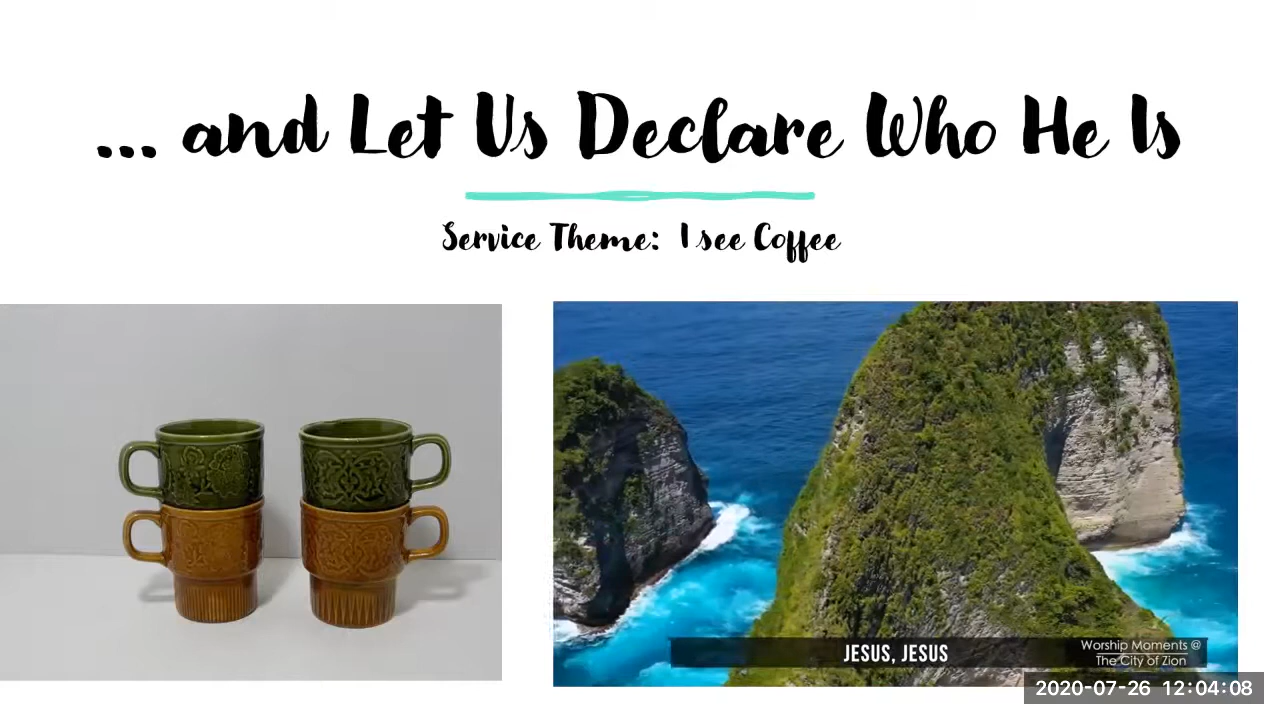 ... and Let Us Declare Who He Is
Service Theme: I see Coffee
JESUS, JESUS
Worship Moments @
The City of Zion
2020-07-26 12:04:08